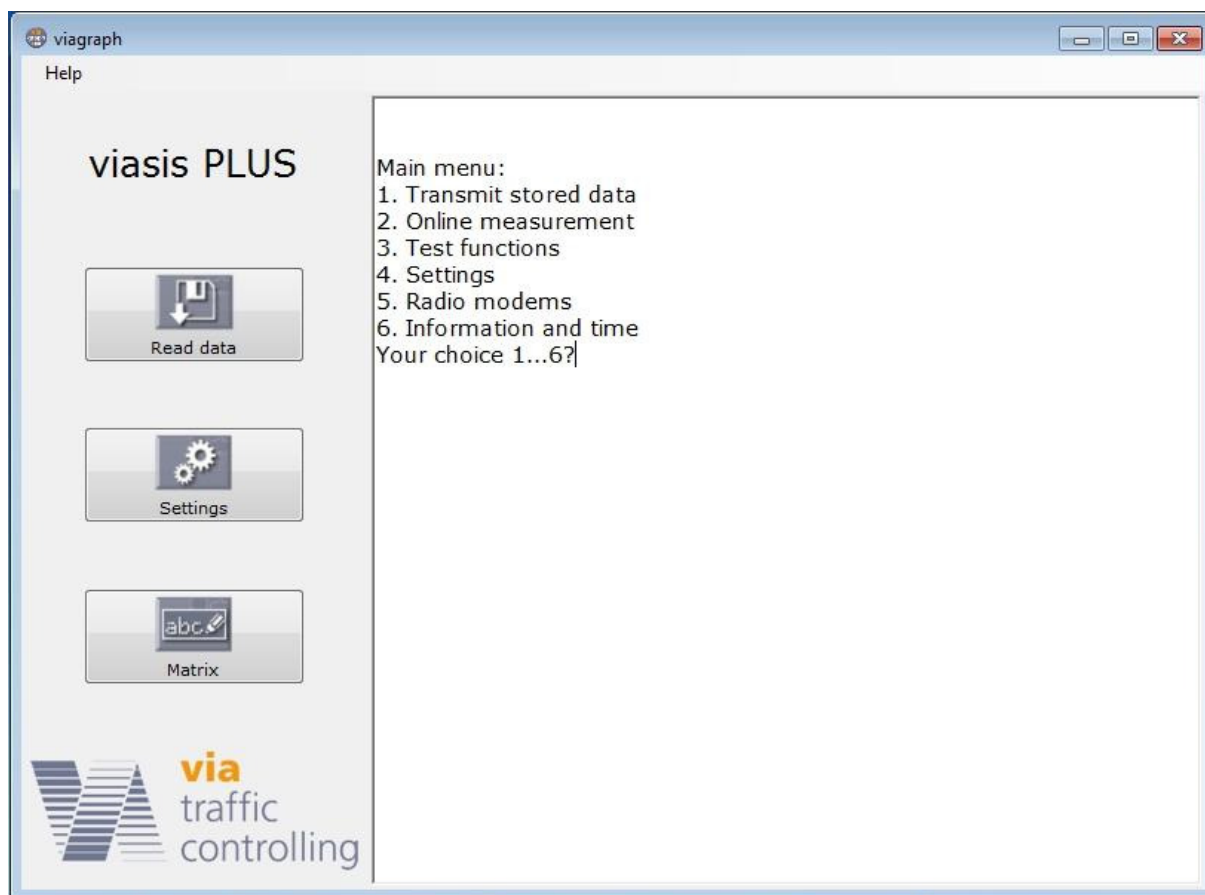 viagraph
Help
viasis PLUS
Read data
Settings
abc
Matrix
via
traffic
controlling
Main menu:
1. Transmit stored data
2. Online measurement
3. Test functions
4. Settings
5. Radio modems
6. Information and time
Your choice 1...6?